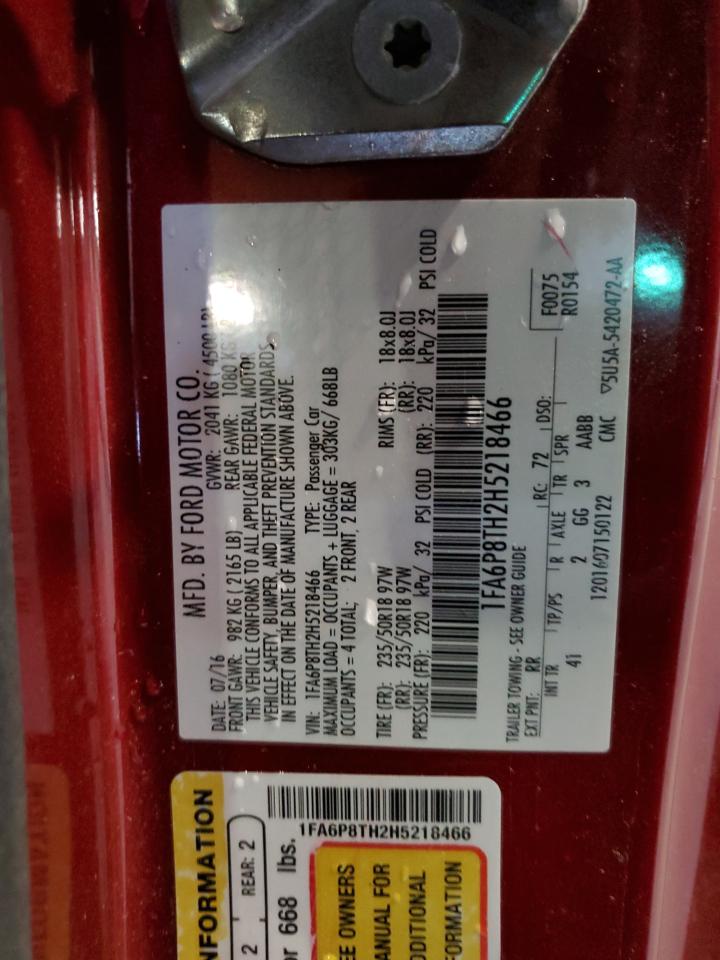 MFD. BY FORD MOTOR CO.
DATE: 07/16 GVWR: 2041 KG ( 4500 LB)
FRONT GAWR: 982 KG ( 2165 LB) REAR GAWR: 1080 KG
THIS VEHICLE CONFORMS TO ALL APPLICABLE FEDERAL MOTOR
VEHICLE SAFETY, BUMPER, AND THEFT PREVENTION STANDARDS
IN EFFECT ON THE DATE OF MANUFACTURE SHOWN ABOVE.
VIN: 1FA6P8TH2H5218466 TYPE: Passenger Car
MAXIMUM LOAD = OCCUPANTS + LUGGAGE = 303KG/ 668LB
OCCUPANTS = 4 TOTAL; 2 FRONT, 2 REAR
TIRE (FR): 235/50R18 97W RIMS (FR): 18x8.0J
(RR): 235/50R18 97W (RR): 18x8.0J
PRESSURE (FR): 220 kPa/ 32 PSI COLD (RR): 220 kPa/ 32 PSI COLD
1FA6P8TH2H5218466
TRAILER TOWING - SEE OWNER GUIDE
EXT PNT: RR RC: 72 DSO: F0075
R0154
INT TR TP/PS R AXLE TR SPR
41 2 GG 3 AABB
1201607150122 CMC ▽5U5A-5420472-AA
NFORMATION
2 REAR: 2
or 668 lbs.
1FA6P8TH2H5218466
EE OWNERS
ANUAL FOR
DDITIONAL
FORMATION